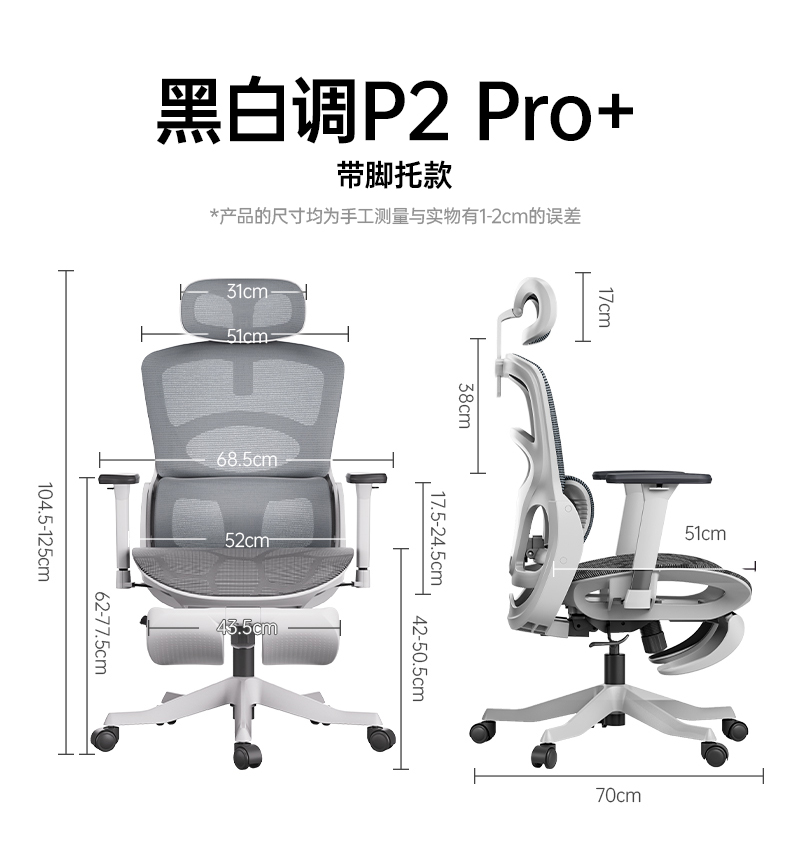 黑白调P2 Pro+
带脚托款
*产品的尺寸均为手工测量与实物有1-2cm的误差
31cm
51cm
68.5cm
52cm
43.5cm
104.5-125cm
62-77.5cm
17.5-24.5cm
42-50.5cm
17cm
38cm
51cm
70cm